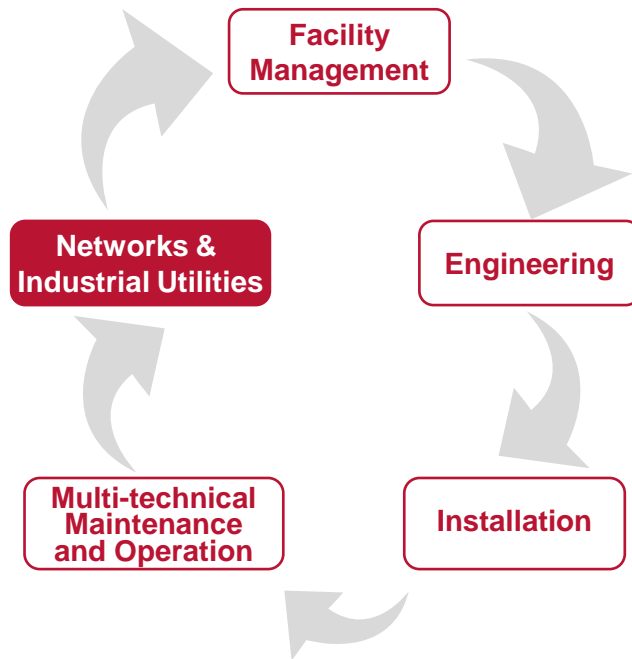 Facility
Management
Networks &
Industrial Utilities
Engineering
Multi-technical
Maintenance
and Operation
Installation